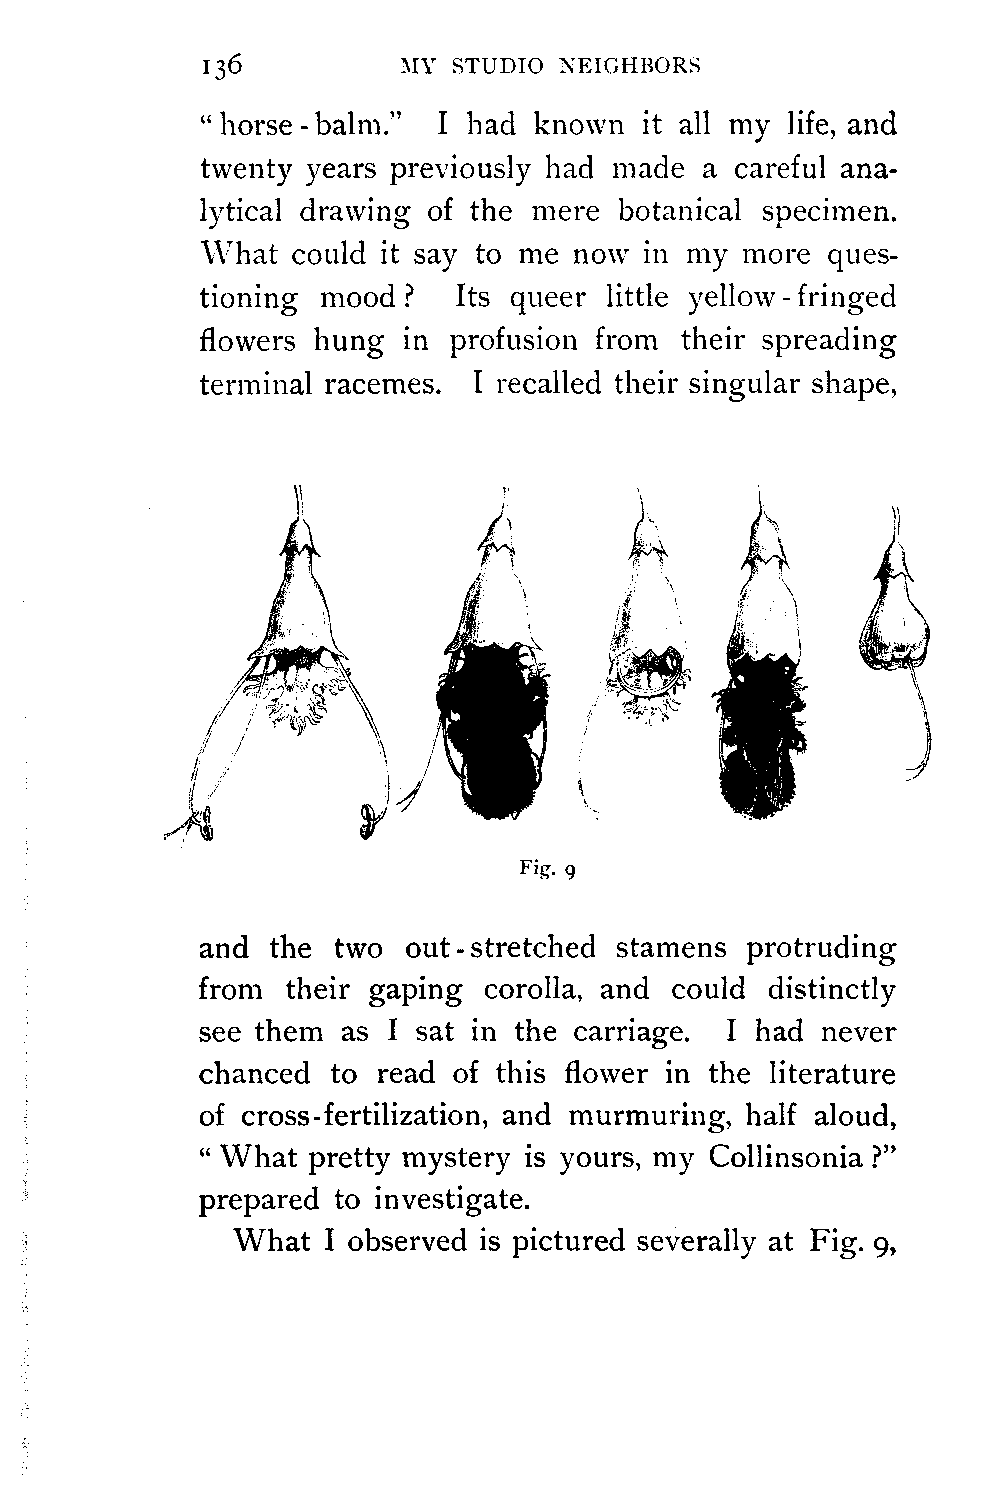 136 MY STUDIO NEIGHBORS
“horse-balm.” I had known it all my life, and
twenty years previously had made a careful ana-
lytical drawing of the mere botanical specimen.
What could it say to me now in my more ques-
tioning mood? Its queer little yellow-fringed
flowers hung in profusion from their spreading
terminal racemes. I recalled their singular shape,
Fig. 9
and the two out-stretched stamens protruding
from their gaping corolla, and could distinctly
see them as I sat in the carriage. I had never
chanced to read of this flower in the literature
of cross-fertilization, and murmuring, half aloud,
“What pretty mystery is yours, my Collinsonia?”
prepared to investigate.
What I observed is pictured severally at Fig. 9,